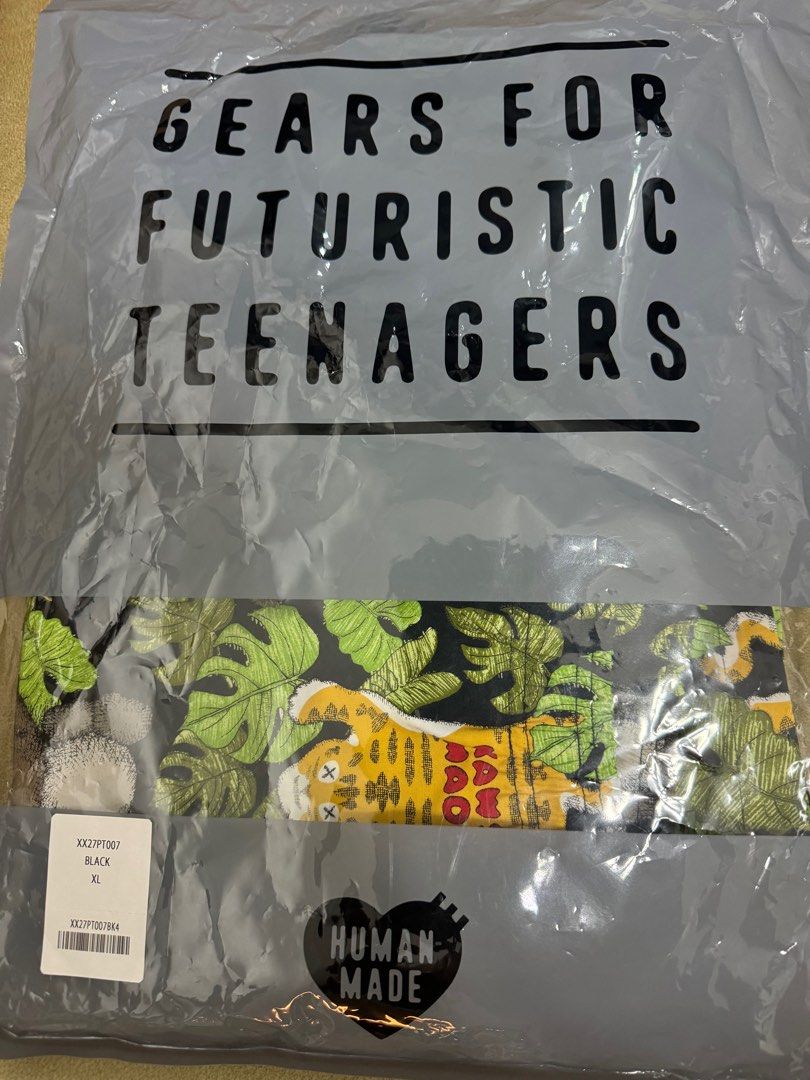 GEARS FOR
FUTURISTIC
TEENAGERS
XX27PT007
BLACK
XL
XX27PT007BK4
HUMAN
MADE